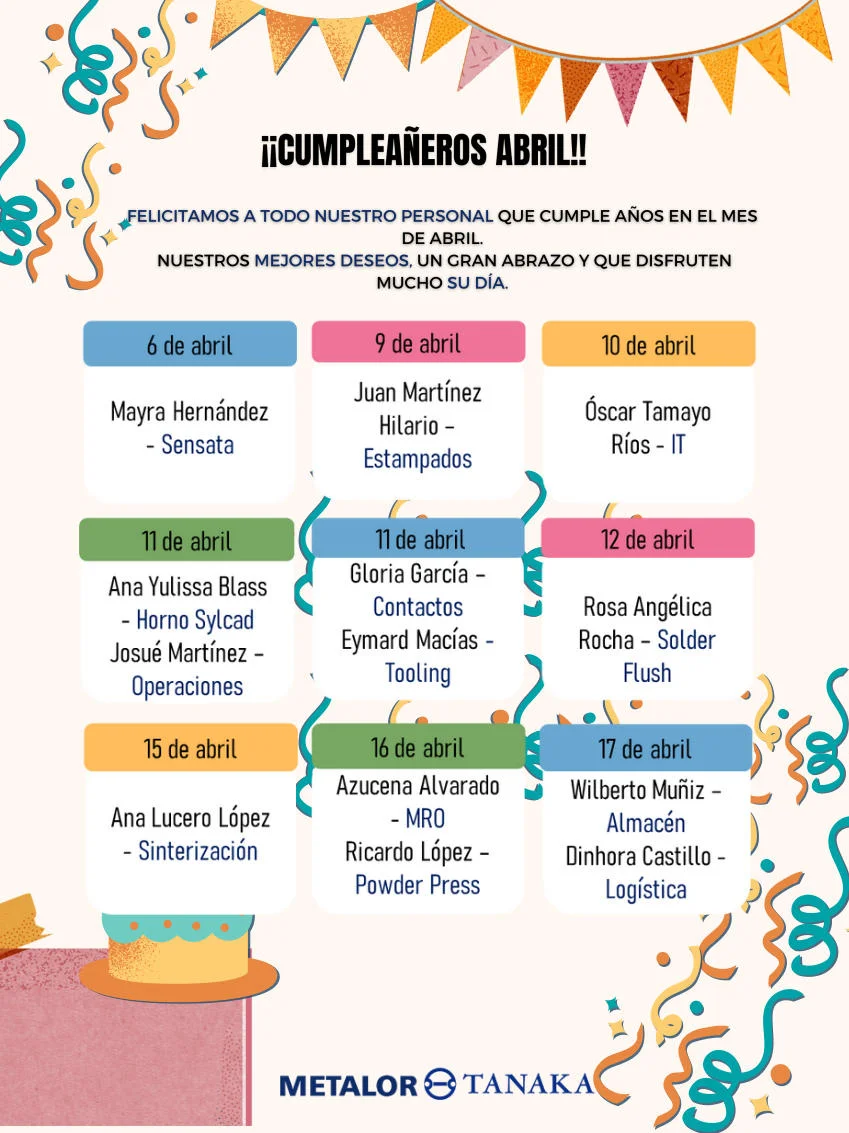 ¡¡CUMPLEAÑEROS ABRIL!!
FELICITAMOS A TODO NUESTRO PERSONAL QUE CUMPLE AÑOS EN EL MES
DE ABRIL.
NUESTROS MEJORES DESEOS, UN GRAN ABRAZO Y QUE DISFRUTEN
MUCHO SU DÍA.
6 de abril
Mayra Hernández
- Sensata
9 de abril
Juan Martínez
Hilario –
Estampados
10 de abril
Óscar Tamayo
Ríos - IT
11 de abril
Ana Yulissa Blass
- Horno Sylcad
Josué Martínez –
Operaciones
11 de abril
Gloria García –
Contactos
Eymard Macías -
Tooling
12 de abril
Rosa Angélica
Rocha – Solder
Flush
15 de abril
Ana Lucero López
- Sinterización
16 de abril
Azucena Alvarado
- MRO
Ricardo López –
Powder Press
17 de abril
Wilberto Muñiz –
Almacén
Dinhora Castillo -
Logística
METALOR TANAKA